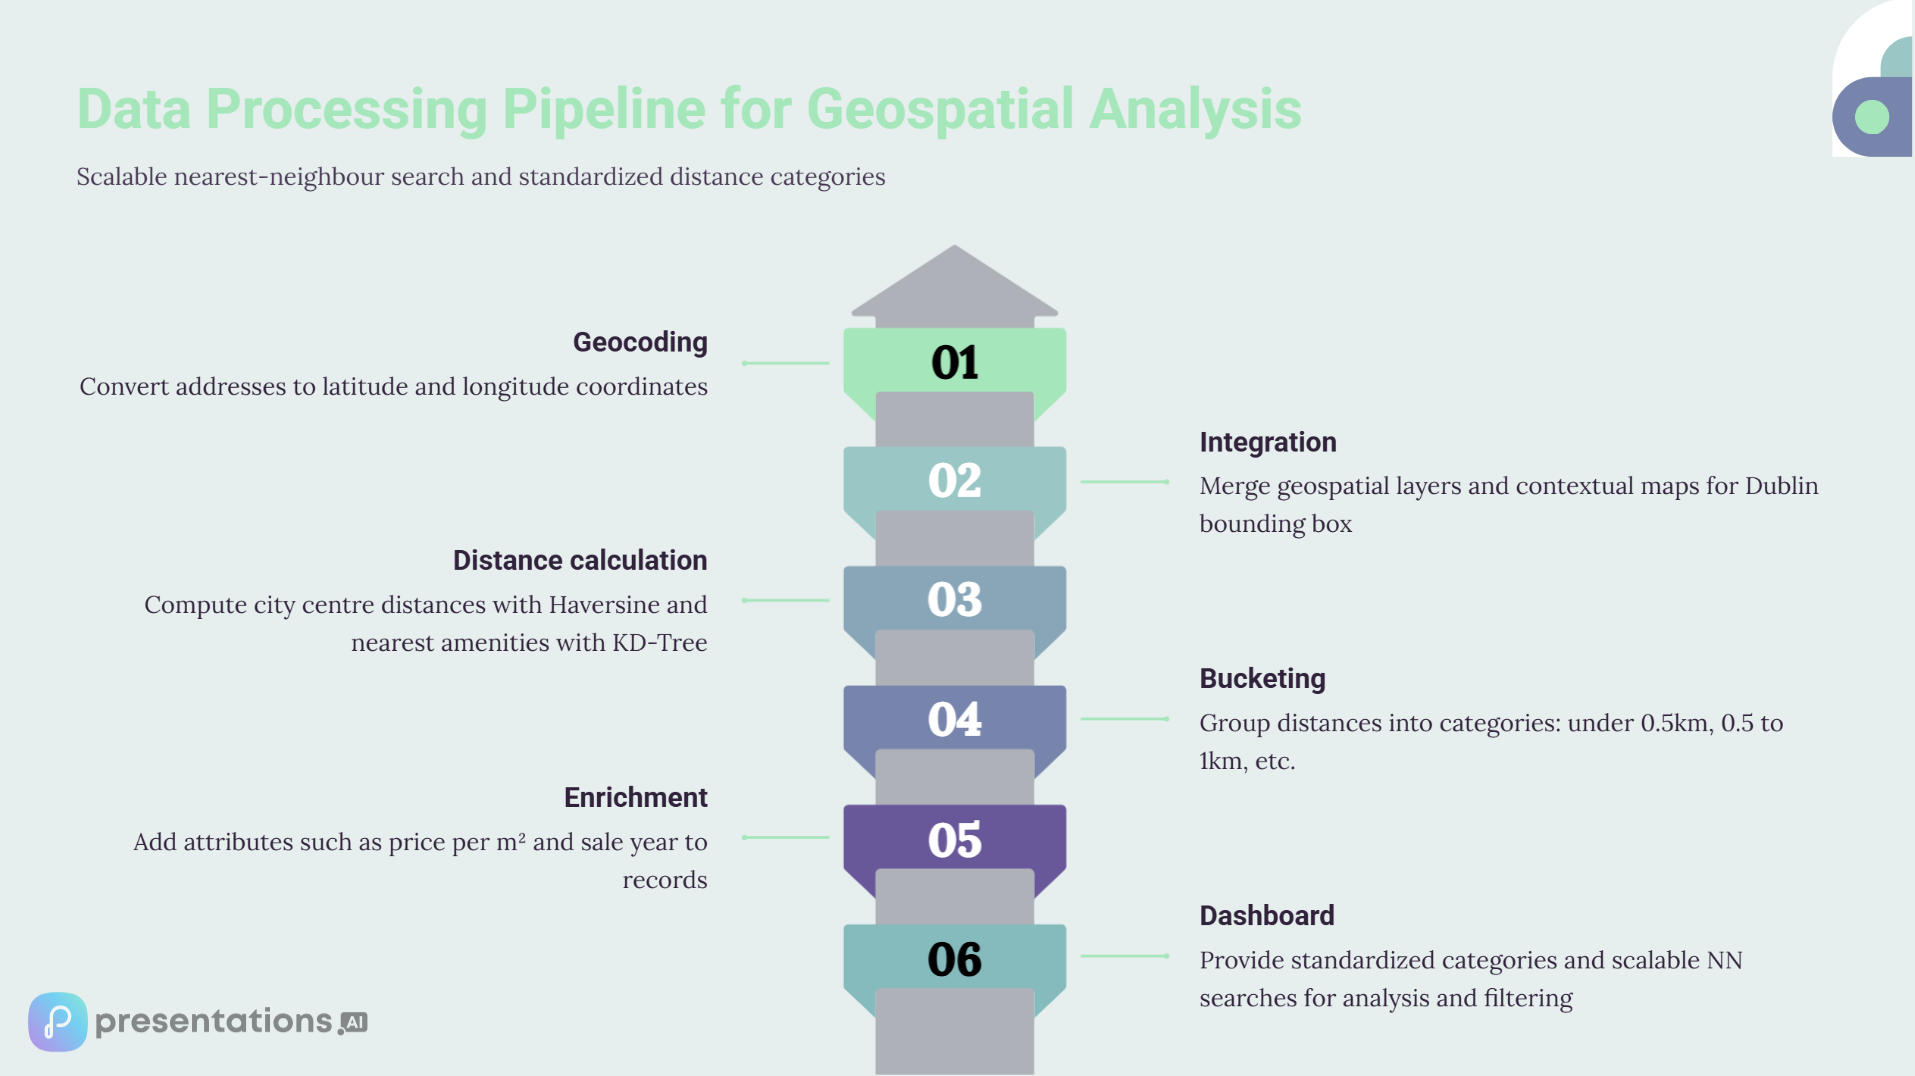 Data Processing Pipeline for Geospatial Analysis
Scalable nearest-neighbour search and standardized distance categories
01
Geocoding
Convert addresses to latitude and longitude coordinates
02
Integration
Merge geospatial layers and contextual maps for Dublin
bounding box
03
Distance calculation
Compute city centre distances with Haversine and
nearest amenities with KD-Tree
04
Bucketing
Group distances into categories: under 0.5km, 0.5 to
1km, etc.
05
Enrichment
Add attributes such as price per m² and sale year to
records
06
Dashboard
Provide standardized categories and scalable NN
searches for analysis and filtering
presentations.AI